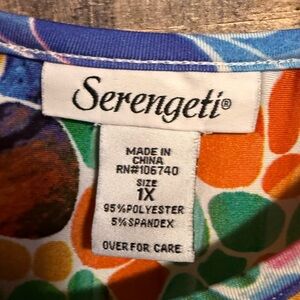 Serengeti®
MADE IN
CHINA
RN#106740
SIZE
1X
95%POLYESTER
5%SPANDEX
OVER FOR CARE